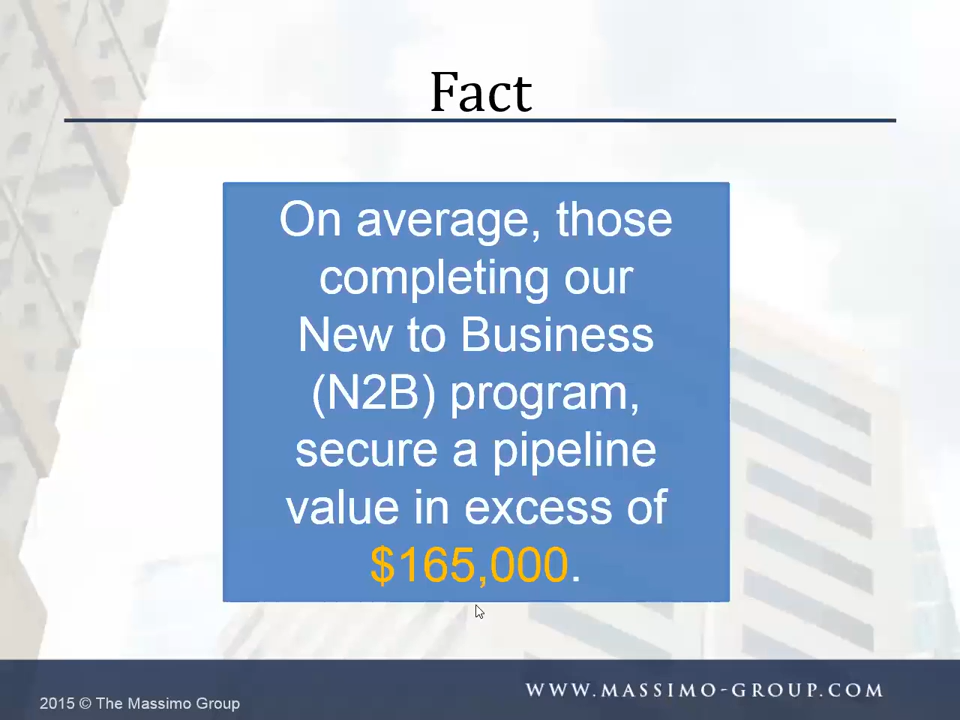 Fact
On average, those
completing our
New to Business
(N2B) program,
secure a pipeline
value in excess of
$165,000.
2015 © The Massimo Group
WWW.MASSIMO-GROUP.COM